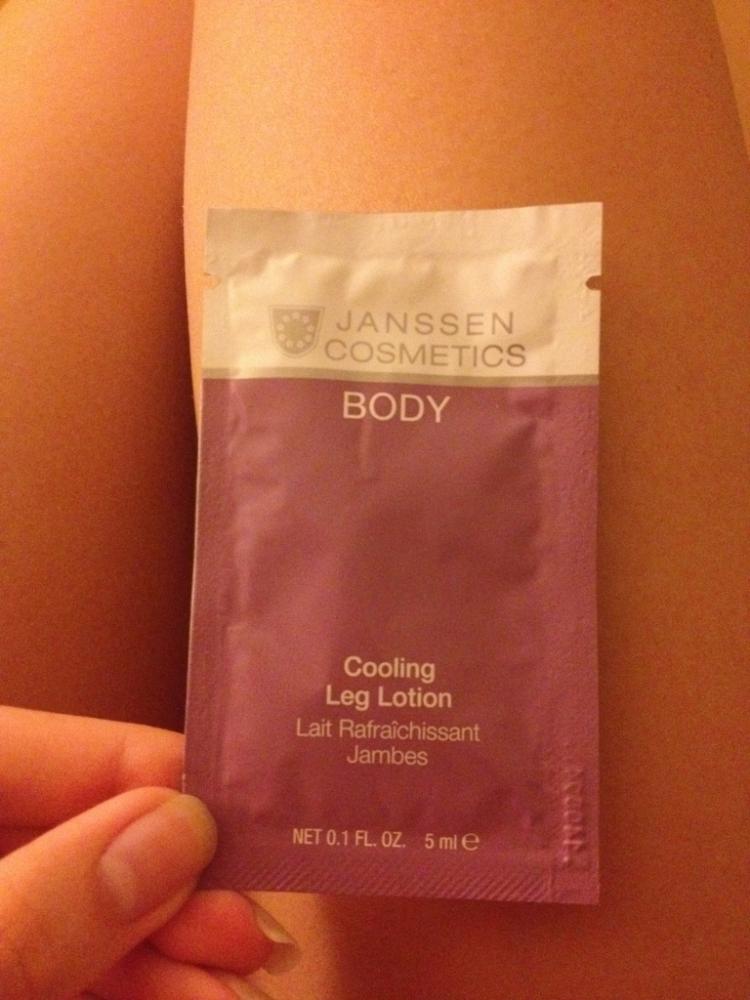 JANSSEN
COSMETICS
BODY
Cooling
Leg Lotion
Lait Rafraîchissant
Jambes
NET 0.1 FL. OZ. 5 ml ℮